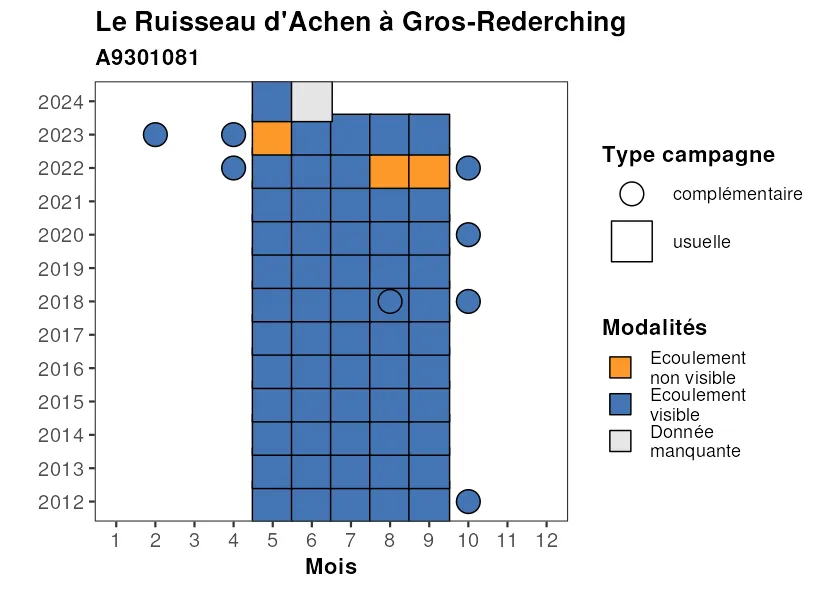 Le Ruisseau d'Achen à Gros-Rederching
A9301081
2024
2023
2022
2021
2020
2019
2018
2017
2016
2015
2014
2013
2012
1 2 3 4 5 6 7 8 9 10 11 12
Mois
Type campagne
complémentaire
usuelle
Modalités
Ecoulement
non visible
Ecoulement
visible
Donnée
manquante